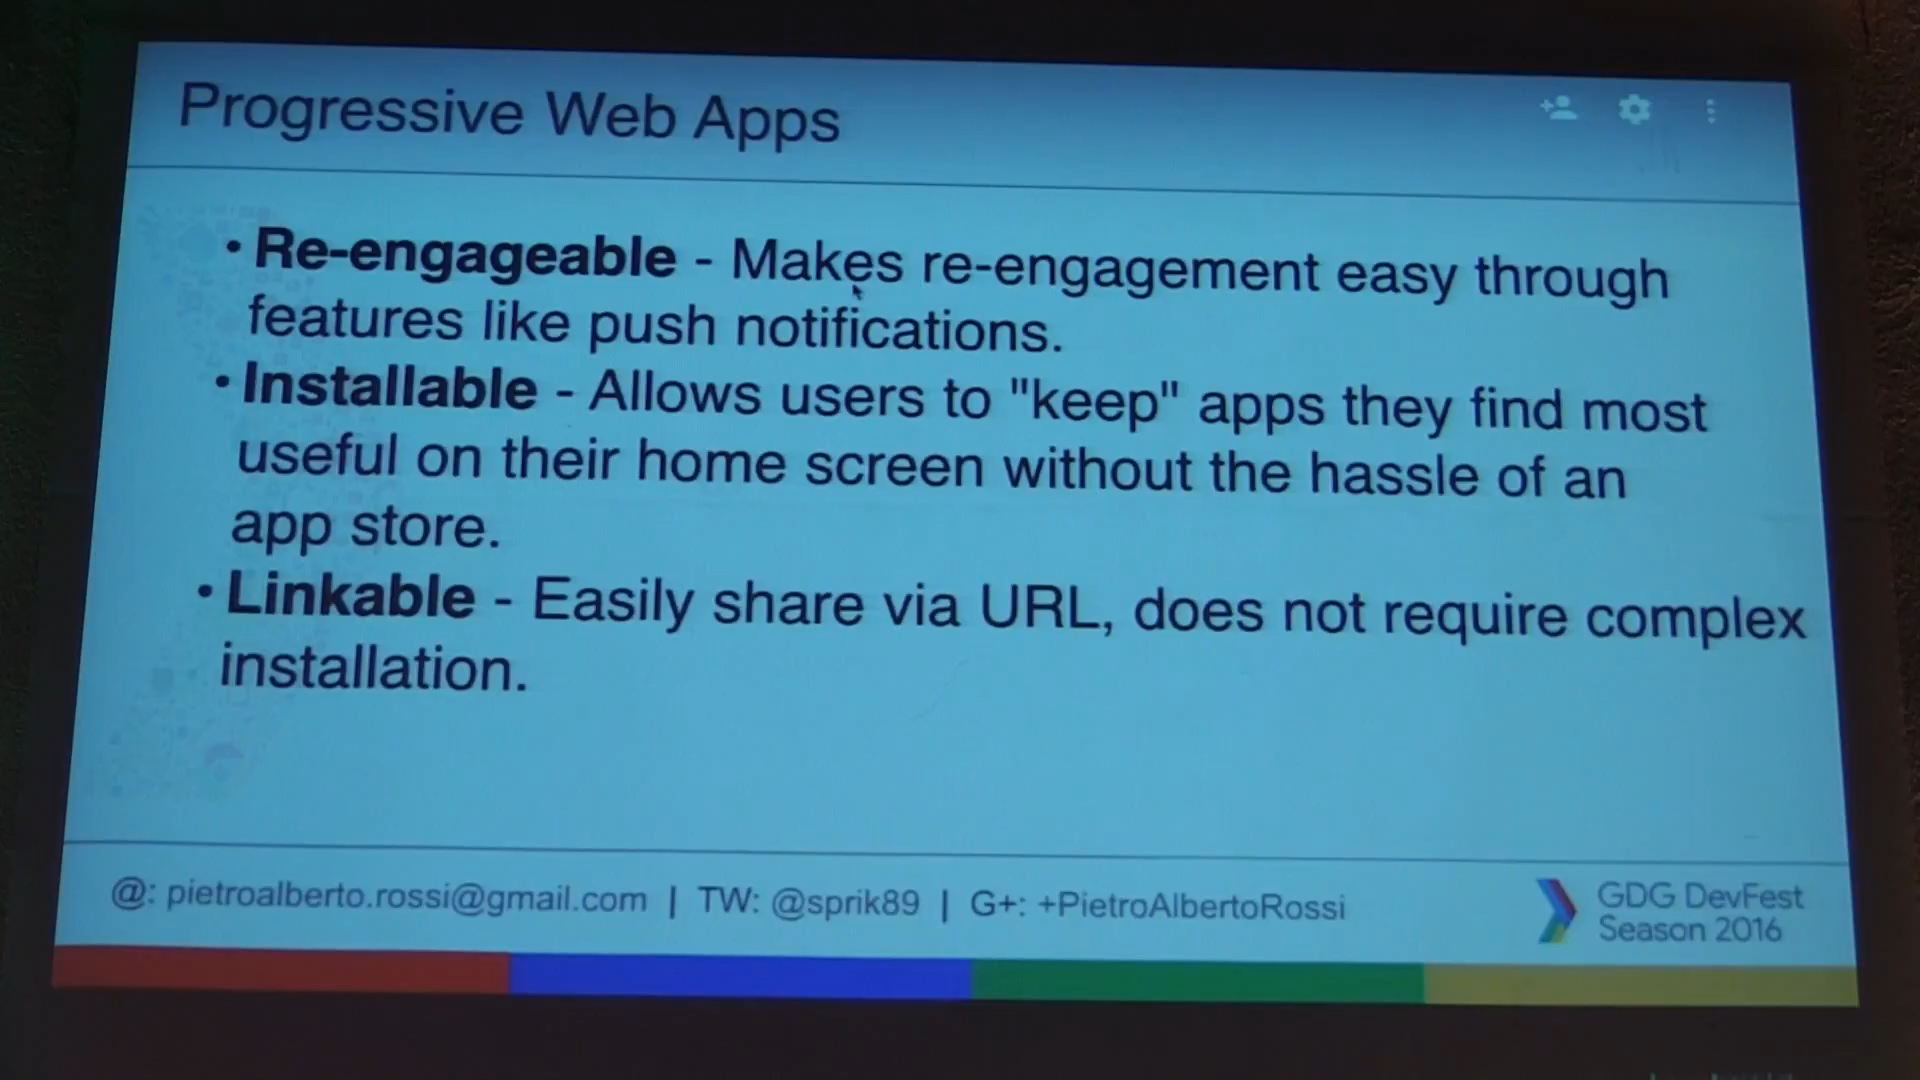 Progressive Web Apps
• Re-engageable - Makes re-engagement easy through
features like push notifications.
• Installable - Allows users to "keep" apps they find most
useful on their home screen without the hassle of an
app store.
• Linkable - Easily share via URL, does not require complex
installation.
@: pietroalberto.rossi@gmail.com | TW: @sprik89 | G+: +PietroAlbertoRossi
GDG DevFest
Season 2016